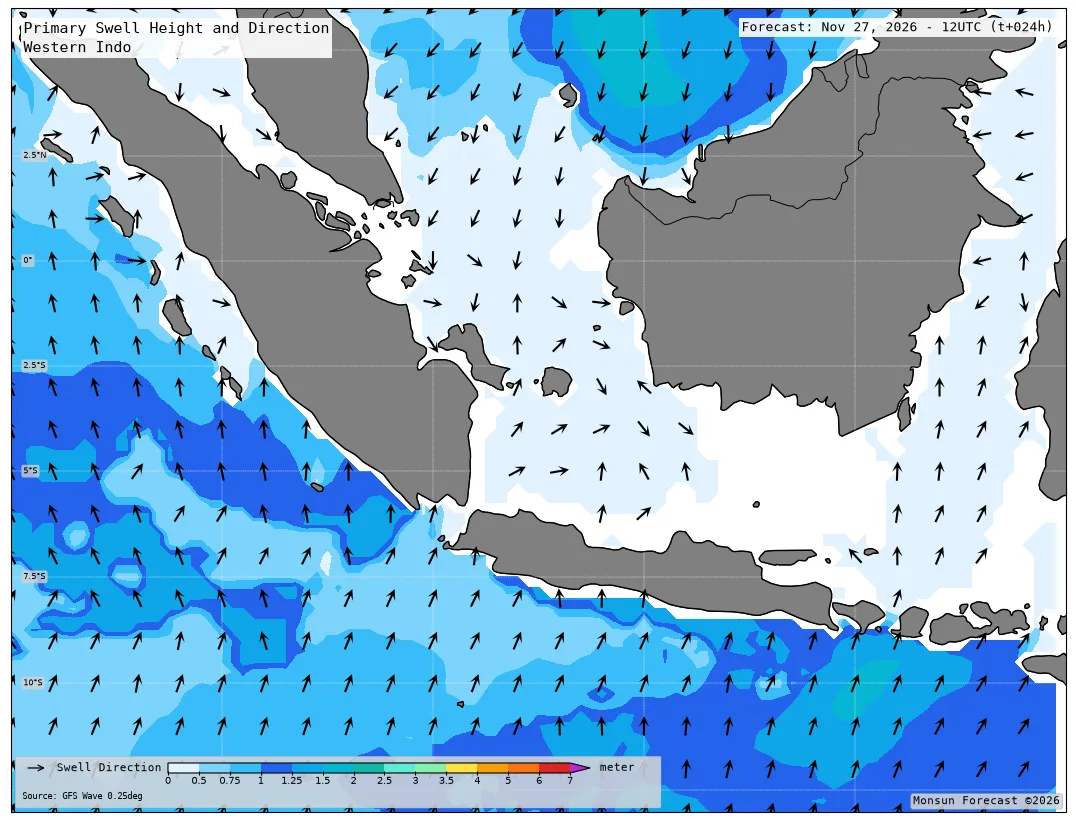 Primary Swell Height and Direction
Western Indo
Forecast: Nov 27, 2026 - 12UTC (t+024h)
2.5°N
0°
2.5°S
5°S
7.5°S
10°S
Swell Direction
0 0.5 0.75 1 1.25 1.5 2 2.5 3 3.5 4 5 6 7
meter
Source: GFS Wave 0.25deg
Monsun Forecast ©2026